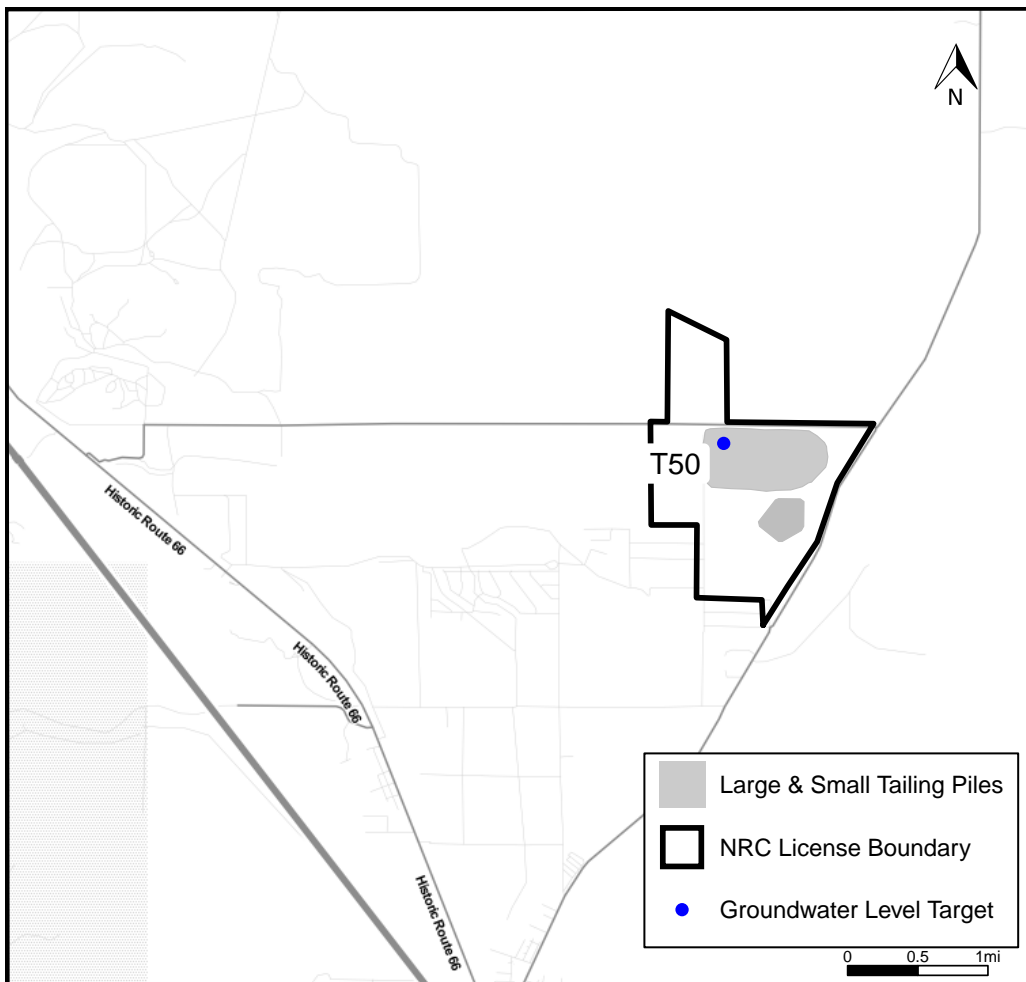 N
T50
Historic Route 66
Historic Route 66
Historic Route 66
Large & Small Tailing Piles
NRC License Boundary
Groundwater Level Target
0 0.5 1mi